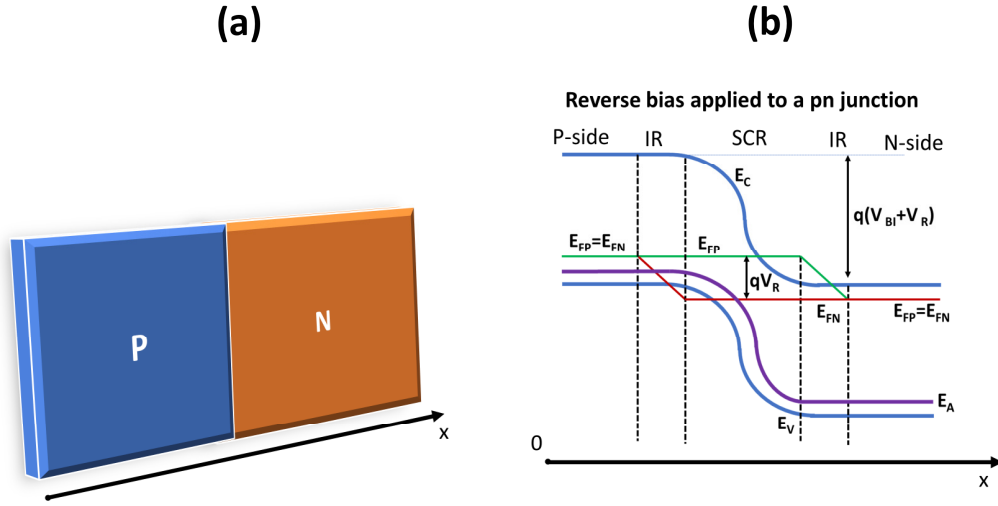 (a)
(b)
P
N
x
Reverse bias applied to a pn junction
P-side IR SCR IR N-side
E_C
q(V_BI+V_R)
E_FP=E_FN
E_FP
qV_R
E_FN
E_FP=E_FN
E_A
E_V
0
x